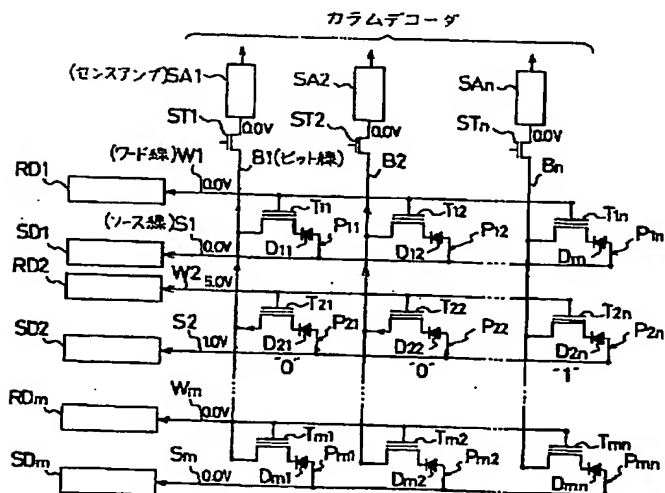 カラムデコーダ
(センスアンプ)SA1 SA2 SAn
0.0V 0.0V 0.0V
ST1 ST2 STn
(ワード線)W1 B1(ビット線) B2 Bn
RD1 0.0V
T11 T12 T1n
(ソース線)S1 P11 P12 P1n
SD1 0.0V D11 D12
RD2 W2 5.0V
T21 T22 T2n
SD2 S2 1.0V P21 P22 P2n
D21 D22 D2n
"0" "0" "1"
RDm Wm 0.0V
Tm1 Tm2 Tmn
SDm Sm 0.0V Pm1 Pm2 Pmn
Dm1 Dm2 Dmn